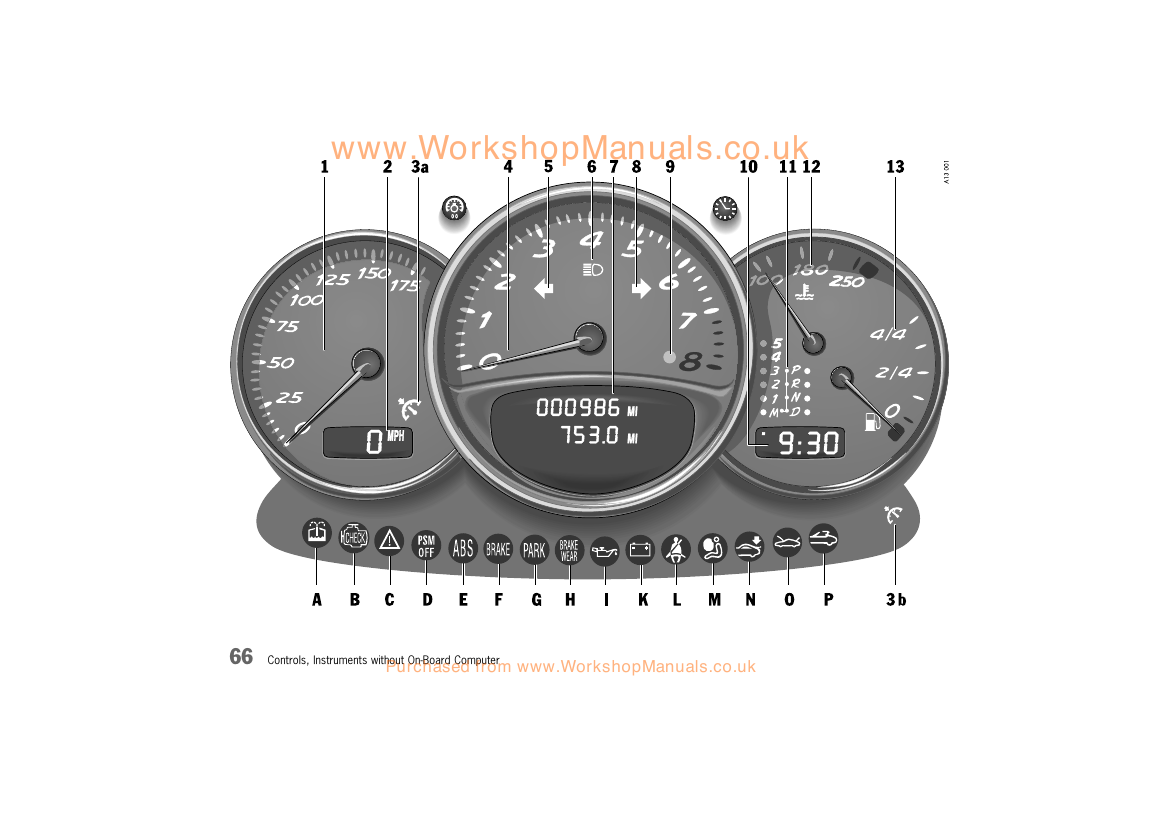 www.WorkshopManuals.co.uk
1 2 3a 4 5 6 7 8 9 10 11 12 13
A13 001
0 25 50 75 100 125 150 175
0 MPH
0 1 2 3 4 5 6 7 8
000986 MI
753.0 MI
100 180 250
5
4
3 P
2 R
1 N
M D
4/4
2/4
0
9:30
CHECK
PSM
OFF
ABS
BRAKE
PARK
BRAKE
WEAR
A B C D E F G H I K L M N O P 3b
66 Controls, Instruments without On-Board Computer
Purchased from www.WorkshopManuals.co.uk